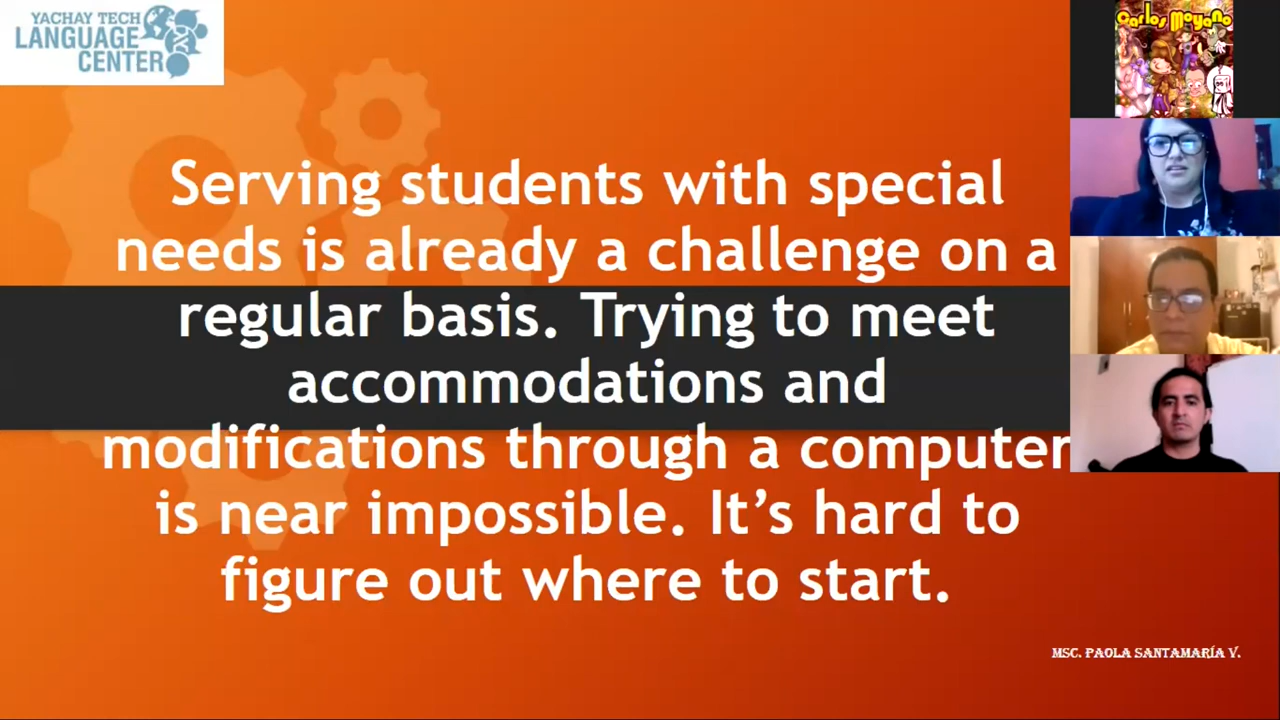 YACHAY TECH
LANGUAGE
CENTER
Carlos Moyano
Serving students with special
needs is already a challenge on a
regular basis. Trying to meet
accommodations and
modifications through a computer
is near impossible. It’s hard to
figure out where to start.
MSC. PAOLA SANTAMARÍA V.